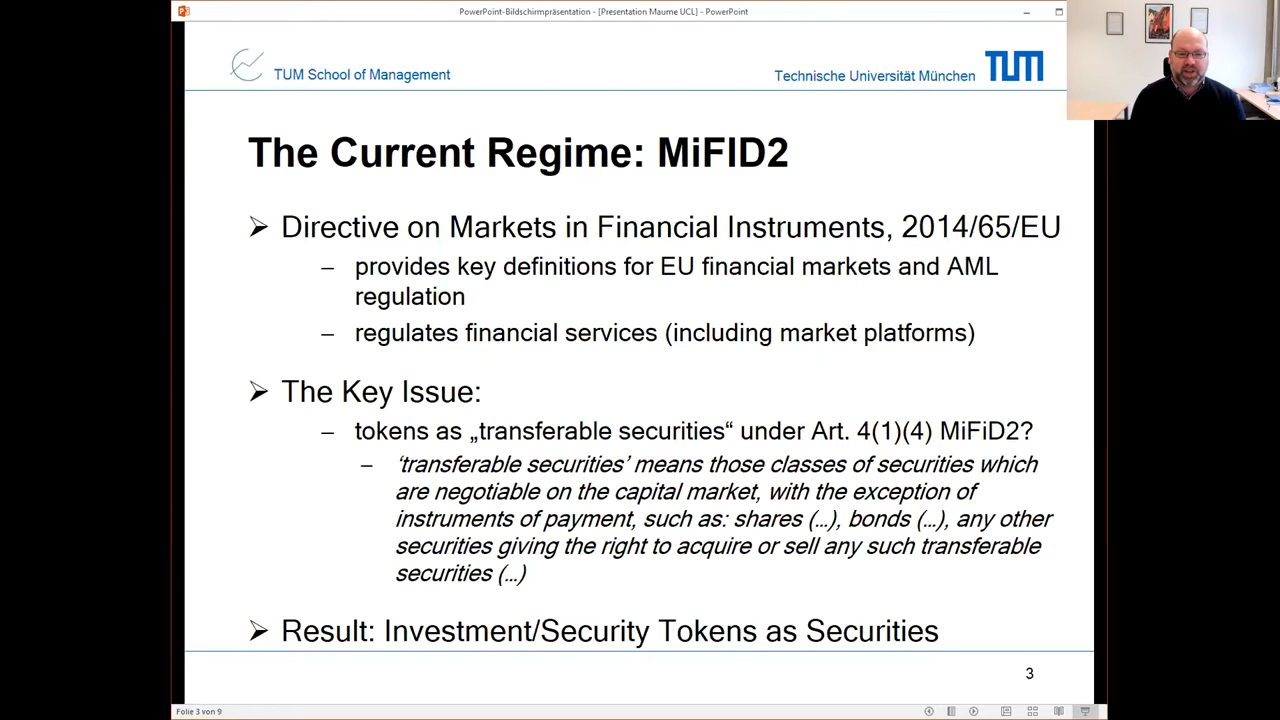 PowerPoint-Bildschirmpräsentation - [Presentation Maume UCL] - PowerPoint
TUM School of Management
Technische Universität München TUM
The Current Regime: MiFID2
➢ Directive on Markets in Financial Instruments, 2014/65/EU
– provides key definitions for EU financial markets and AML
regulation
– regulates financial services (including market platforms)
➢ The Key Issue:
– tokens as „transferable securities“ under Art. 4(1)(4) MiFiD2?
– ‘transferable securities’ means those classes of securities which
are negotiable on the capital market, with the exception of
instruments of payment, such as: shares (…), bonds (…), any other
securities giving the right to acquire or sell any such transferable
securities (…)
➢ Result: Investment/Security Tokens as Securities
3
Folie 3 von 9